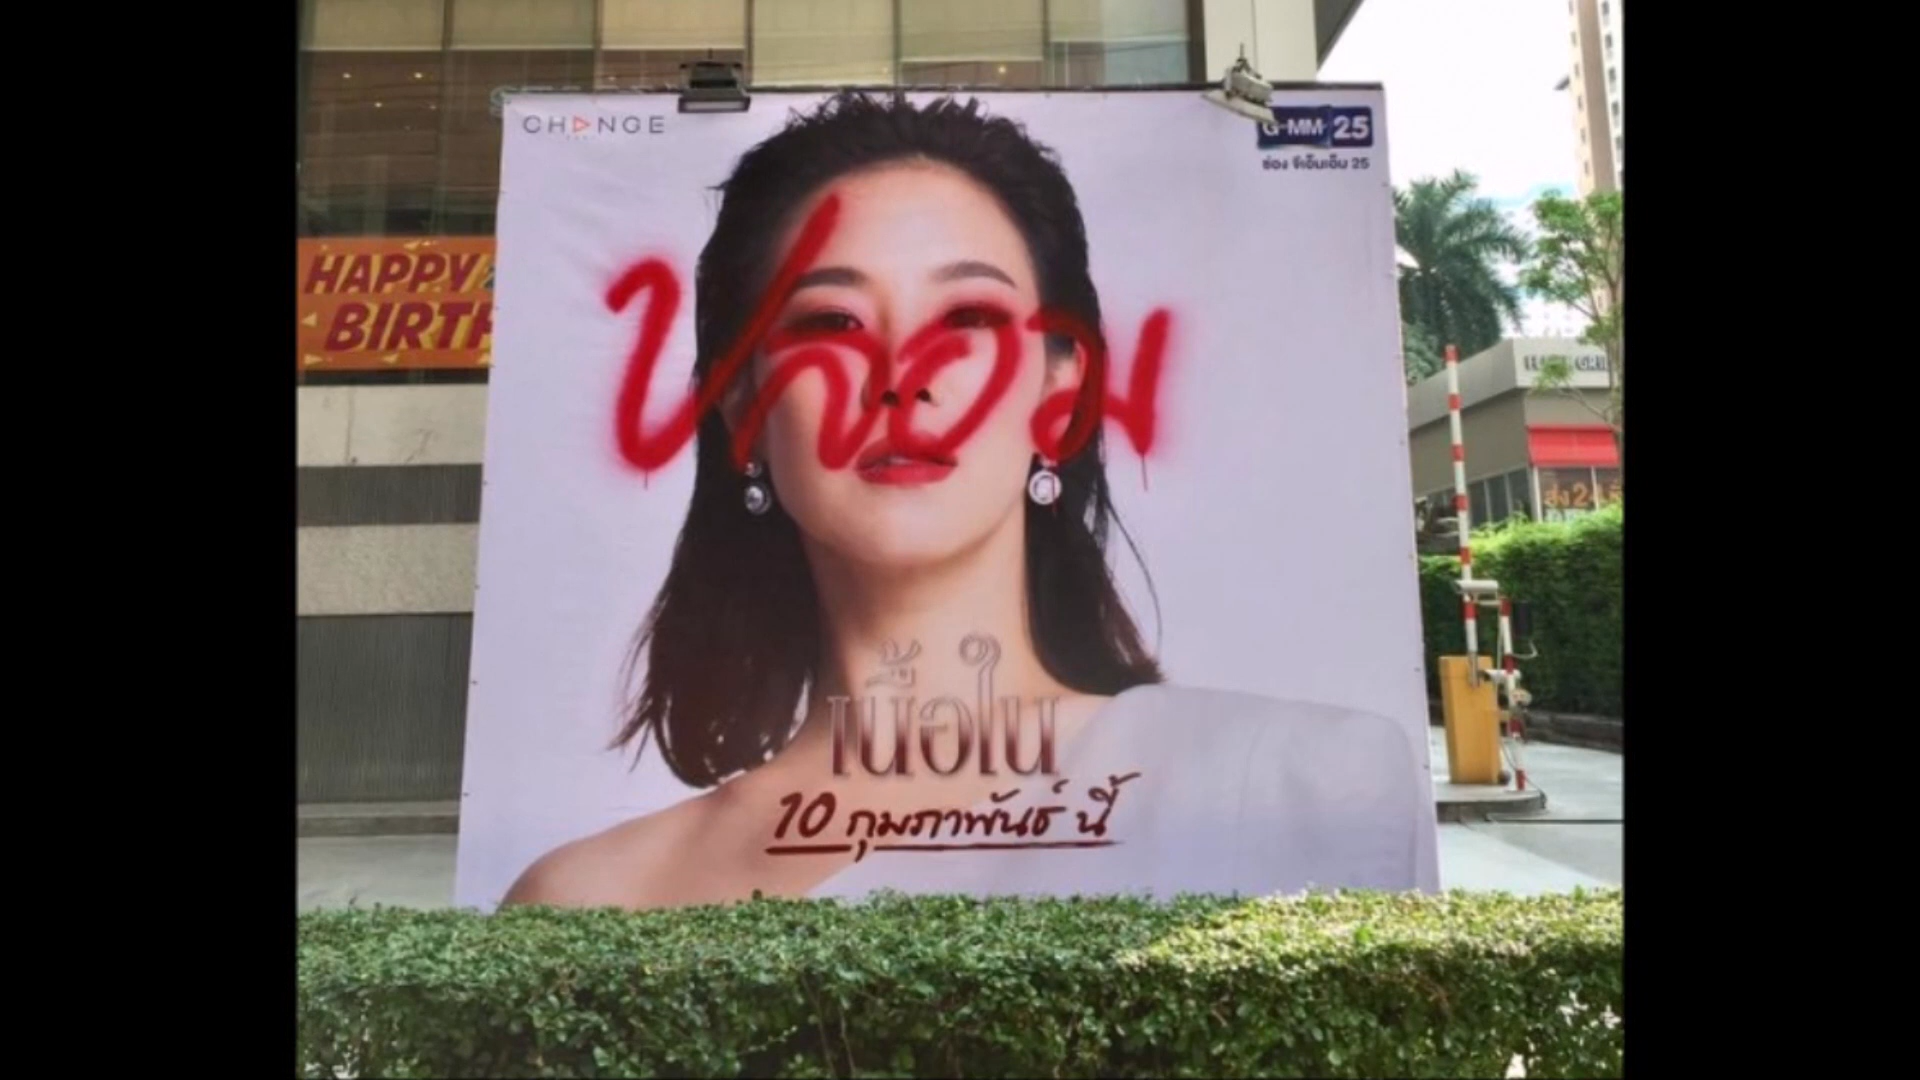 CHANGE
GMM 25
ช่อง จีเอ็มเอ็ม 25
HAPPY
BIRTH
ปลอม
เนื้อใน
10 กุมภาพันธ์ นี้